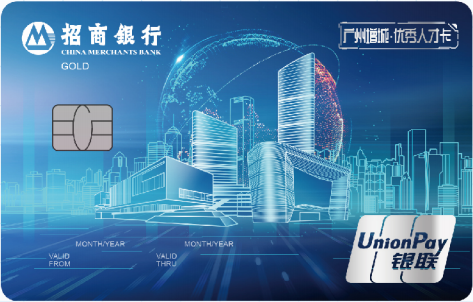 招商銀行
CHINA MERCHANTS BANK
GOLD
广州增城·优秀人才卡
MONTH/YEAR MONTH/YEAR
VALID FROM VALID THRU
UnionPay
银联